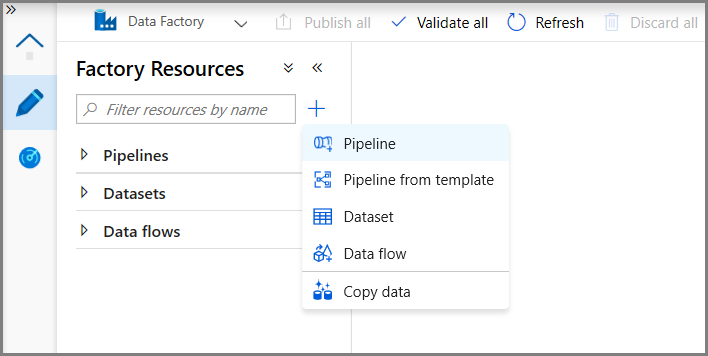 Data Factory
Publish all
Validate all
Refresh
Discard all
Factory Resources
Filter resources by name
Pipelines
Datasets
Data flows
Pipeline
Pipeline from template
Dataset
Data flow
Copy data